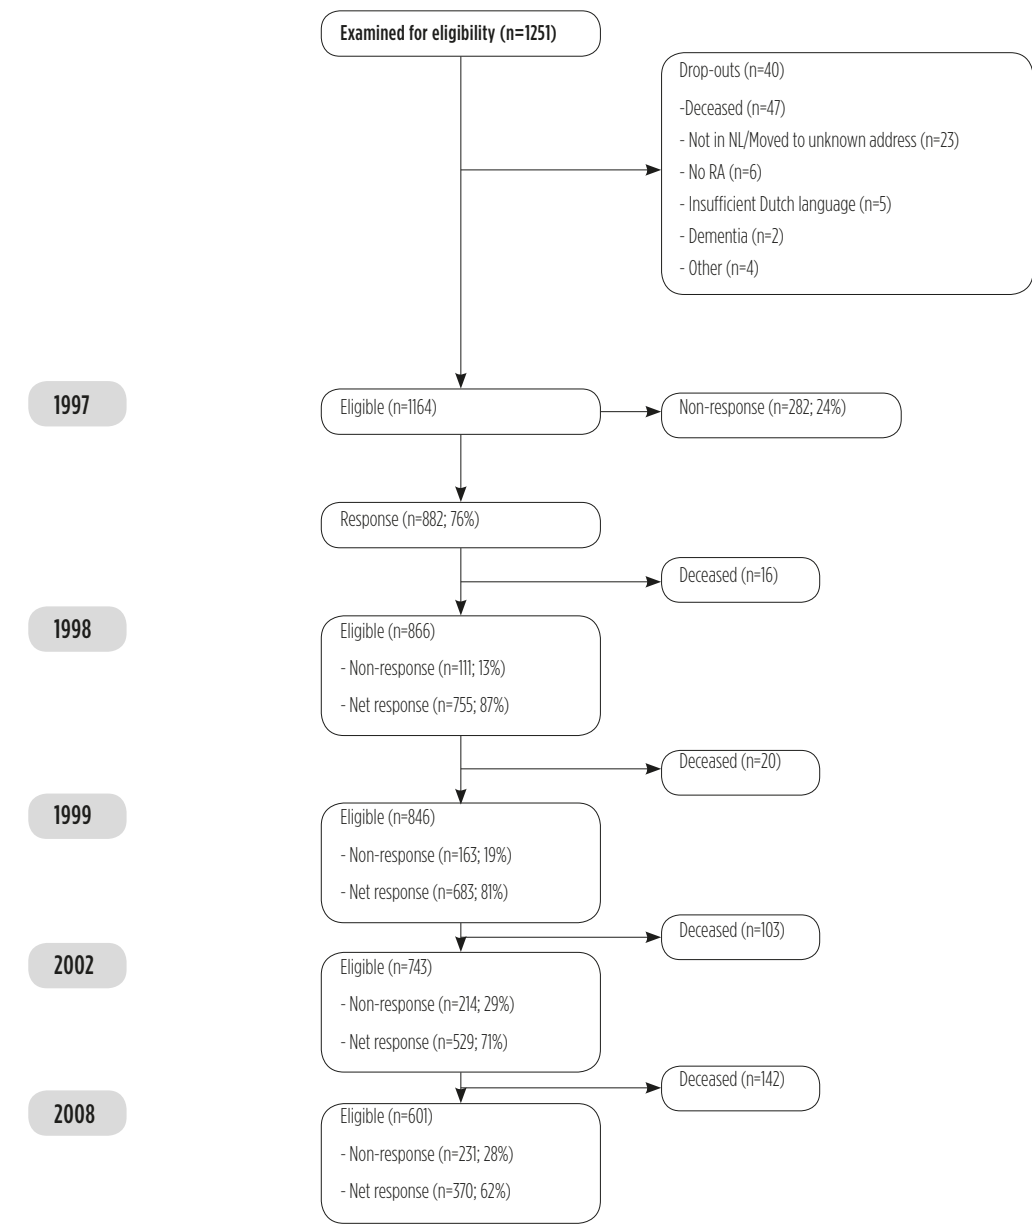 Examined for eligibility (n=1251)
Drop-outs (n=40)
-Deceased (n=47)
- Not in NL/Moved to unknown address (n=23)
- No RA (n=6)
- Insufficient Dutch language (n=5)
- Dementia (n=2)
- Other (n=4)
1997
Eligible (n=1164)
Non-response (n=282; 24%)
Response (n=882; 76%)
Deceased (n=16)
1998
Eligible (n=866)
- Non-response (n=111; 13%)
- Net response (n=755; 87%)
Deceased (n=20)
1999
Eligible (n=846)
- Non-response (n=163; 19%)
- Net response (n=683; 81%)
Deceased (n=103)
2002
Eligible (n=743)
- Non-response (n=214; 29%)
- Net response (n=529; 71%)
Deceased (n=142)
2008
Eligible (n=601)
- Non-response (n=231; 28%)
- Net response (n=370; 62%)